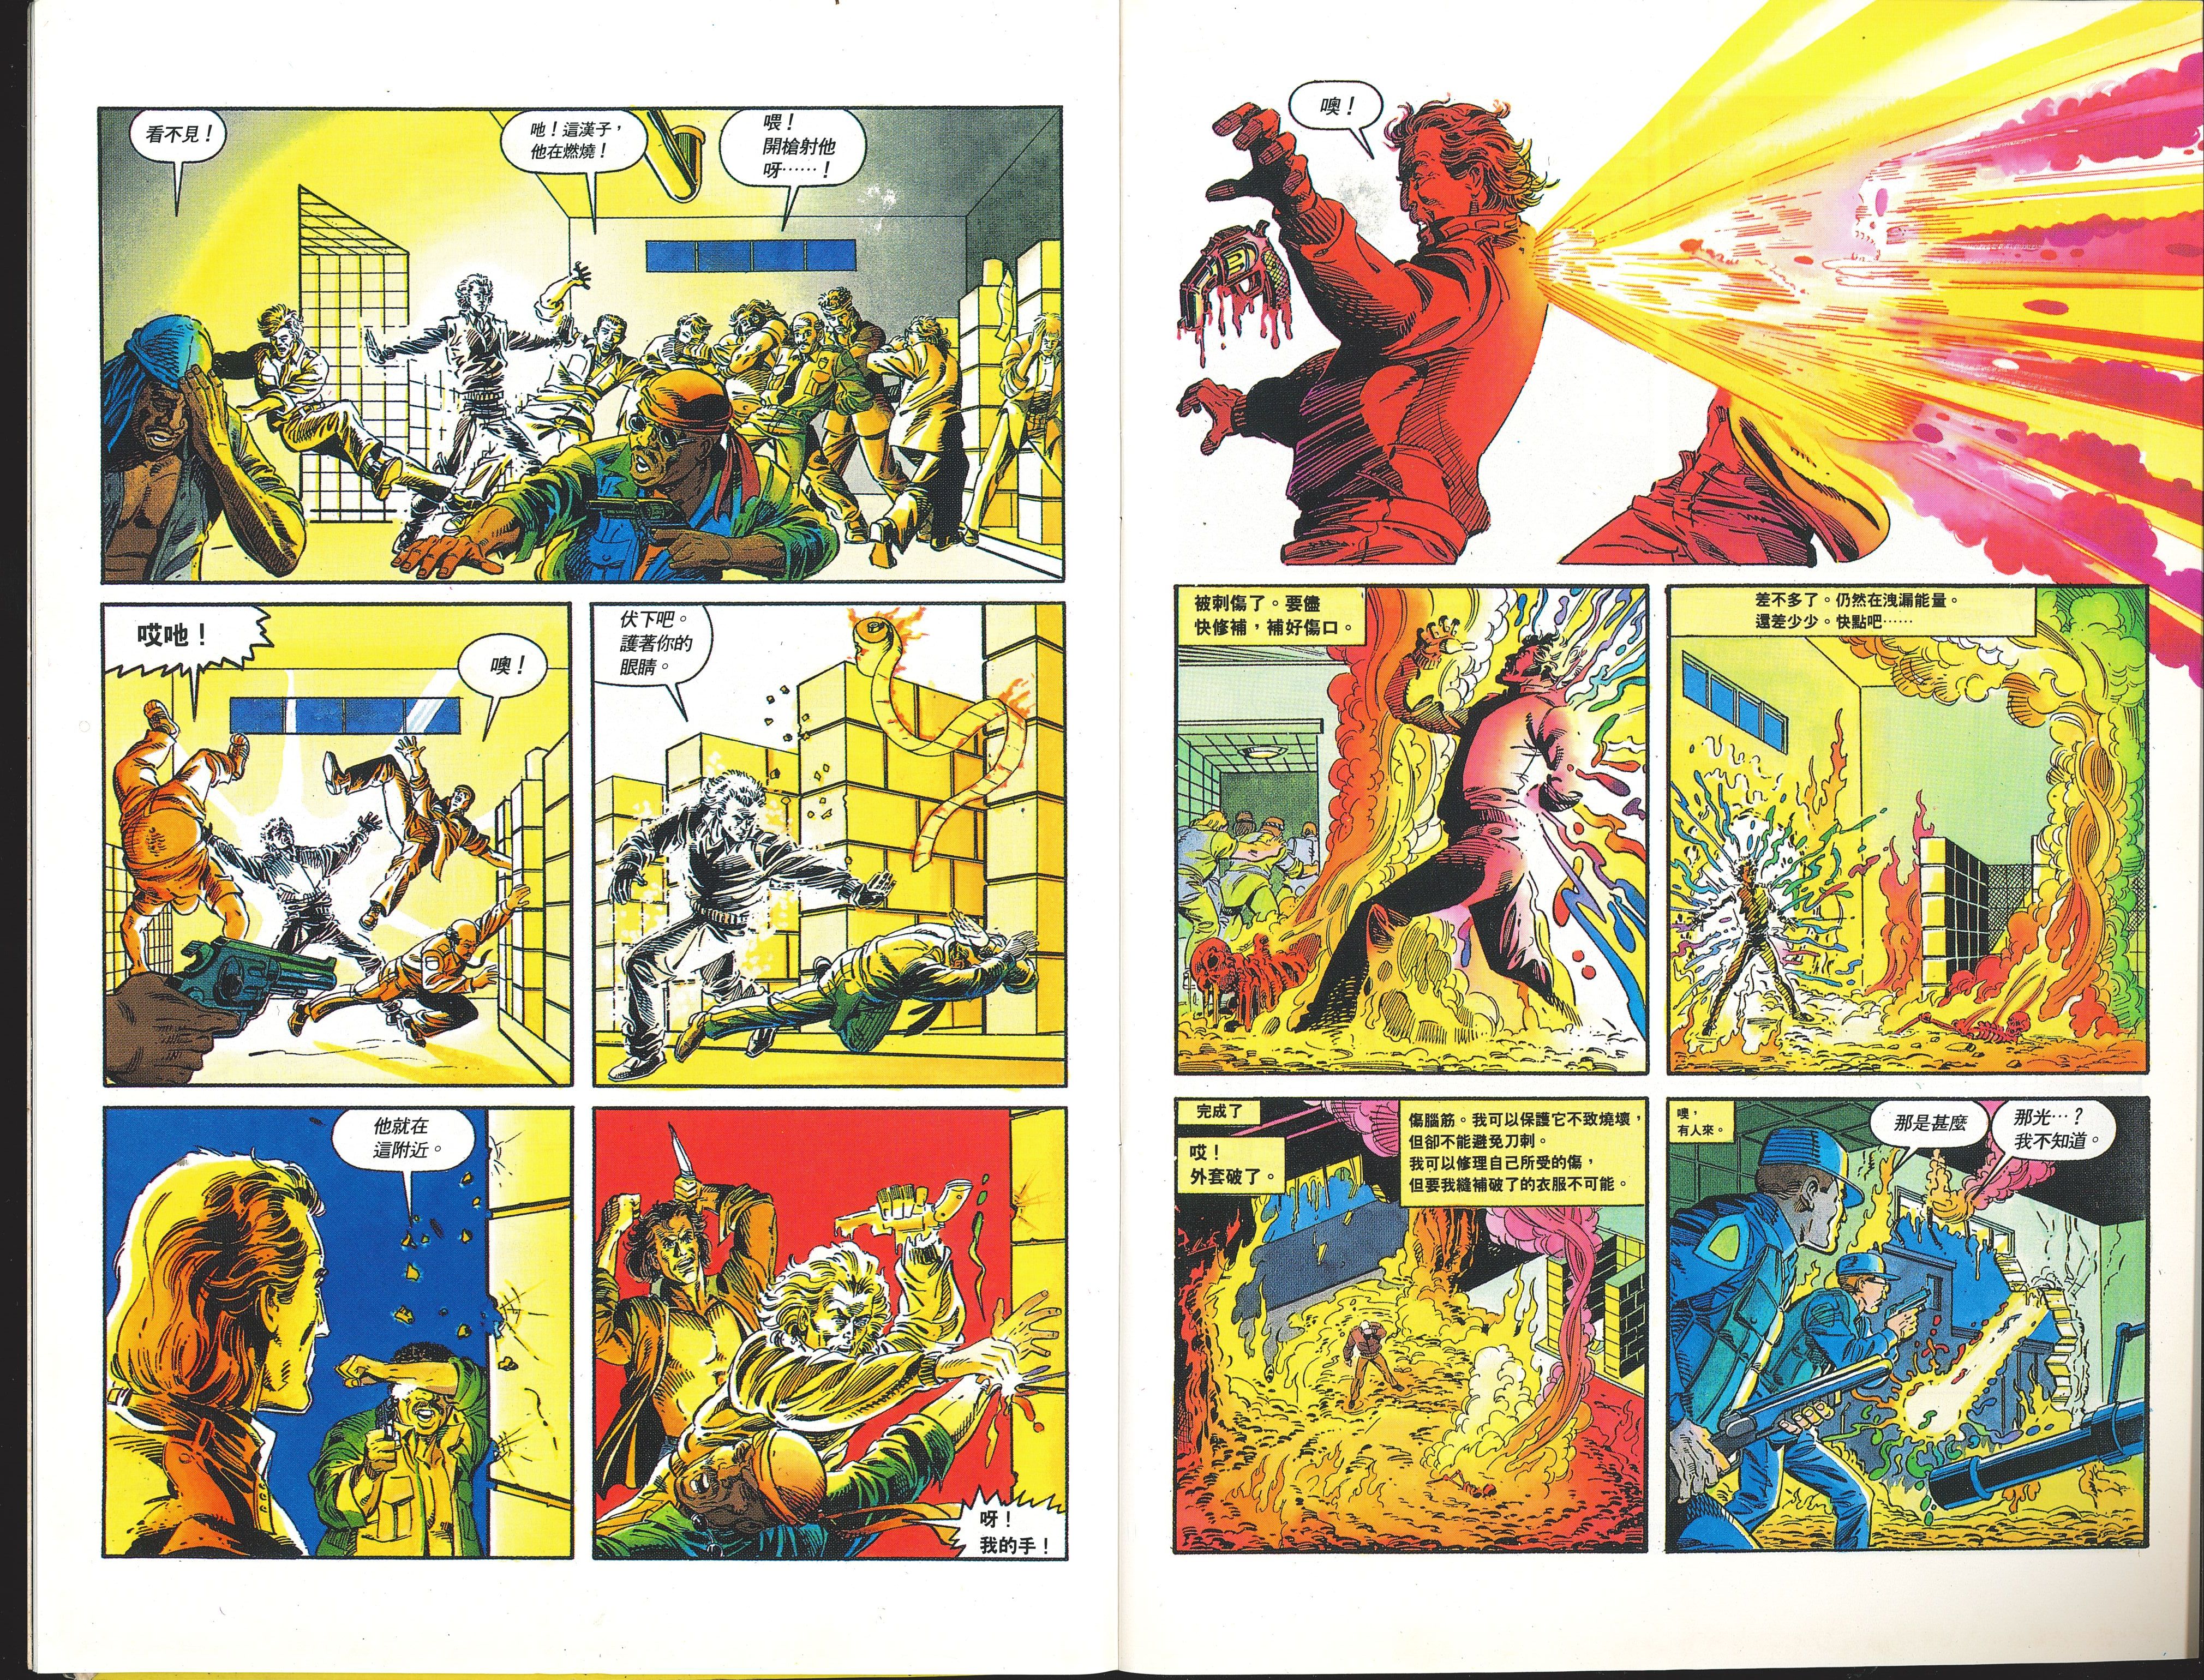 看不見！
吔！這漢子，
他在燃燒！
喂！
開槍射他
呀……！
哎吔！
噢！
伏下吧。
護著你的
眼睛。
他就在
這附近。
呀！
我的手！
噢！
被刺傷了。要儘
快修補，補好傷口。
差不多了。仍然在洩漏能量。
還差少少。快點吧……
完成了
哎！
外套破了。
傷腦筋。我可以保護它不致燒壞，
但卻不能避免刀刺。
我可以修理自己所受的傷，
但要我縫補破了的衣服不可能。
噢，
有人來。
那是甚麼
那光…？
我不知道。